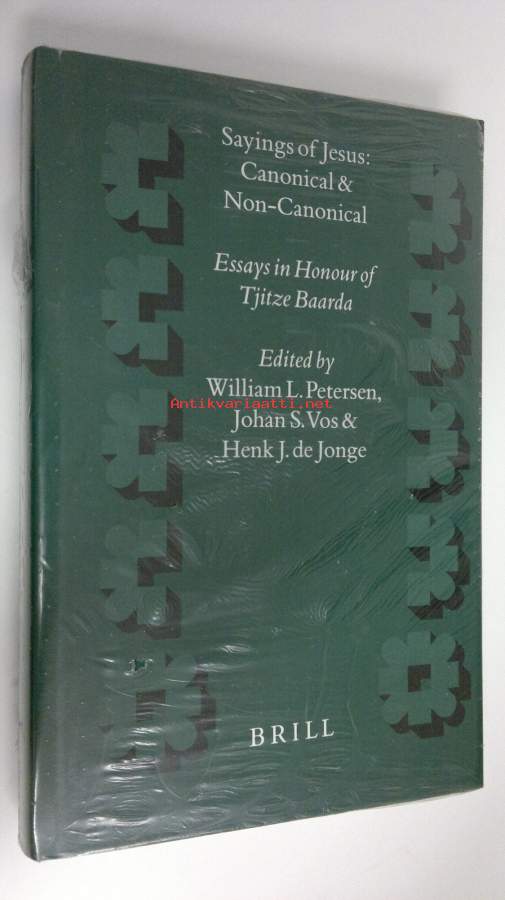 Sayings of Jesus:
Canonical &
Non-Canonical
Essays in Honour of
Tjitze Baarda
Edited by
William L. Petersen,
Antikvariaatti.net
Johan S. Vos &
Henk J. de Jonge
BRILL